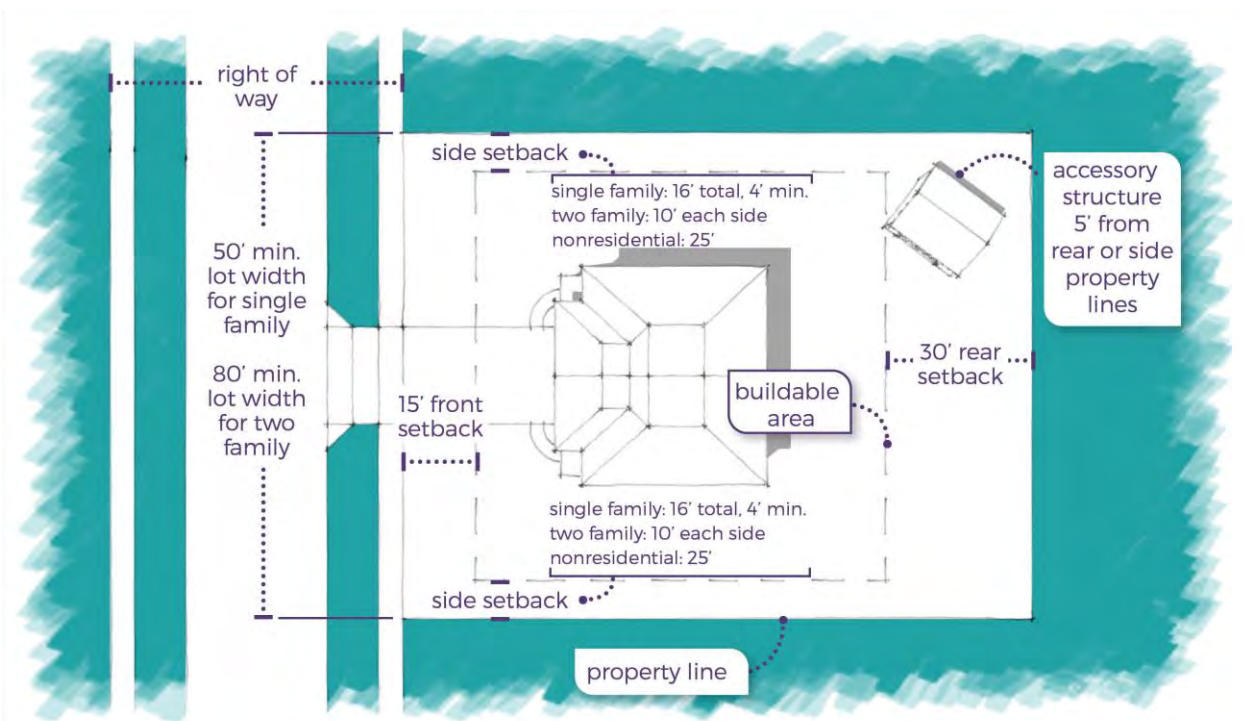 right of
way
side setback
single family: 16’ total, 4’ min.
two family: 10’ each side
nonresidential: 25’
accessory
structure
5’ from
rear or side
property
lines
50’ min.
lot width
for single
family
80’ min.
lot width
for two
family
15’ front
setback
buildable
area
30’ rear
setback
single family: 16’ total, 4’ min.
two family: 10’ each side
nonresidential: 25’
side setback
property line